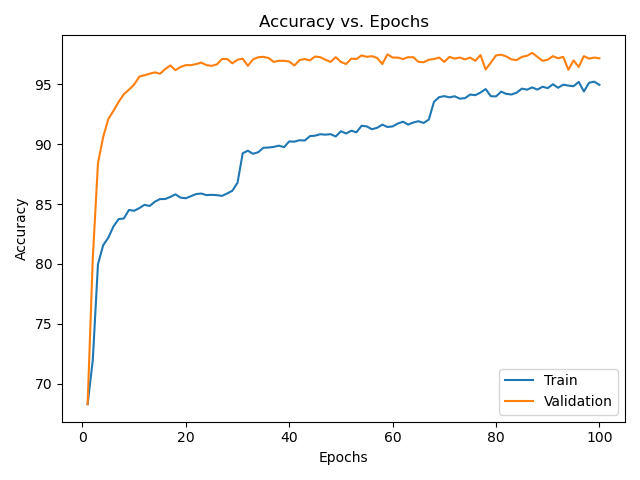 Accuracy vs. Epochs
Accuracy
95
90
85
80
75
70
0 20 40 60 80 100
Epochs
Train
Validation